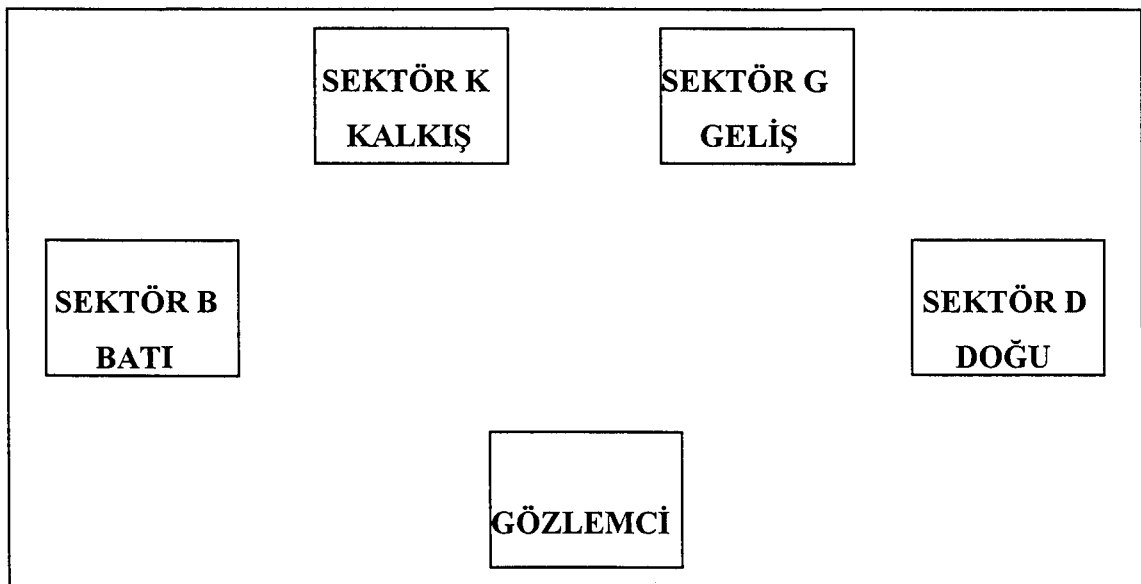 SEKTÖR K
KALKIŞ
SEKTÖR G
GELİŞ
SEKTÖR B
BATI
SEKTÖR D
DOĞU
GÖZLEMCİ